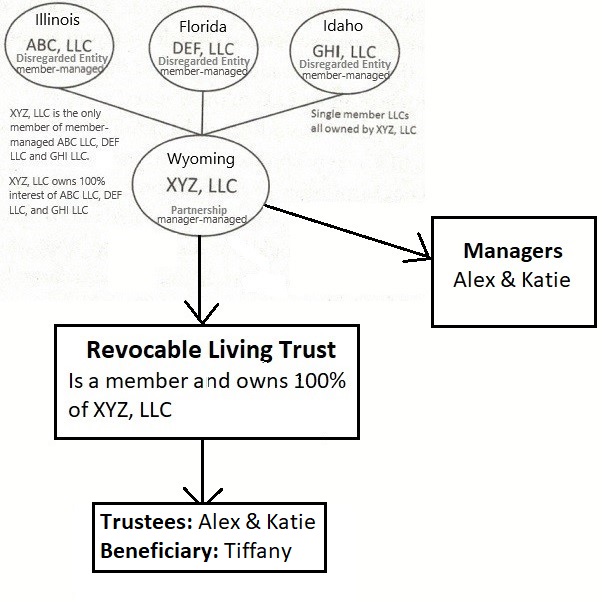 Illinois
ABC, LLC
Disregarded Entity
member-managed
Florida
DEF, LLC
Disregarded Entity
member-managed
Idaho
GHI, LLC
Disregarded Entity
member-managed
XYZ, LLC is the only
member of member-
managed ABC LLC, DEF
LLC and GHI LLC.
XYZ, LLC owns 100%
interest of ABC LLC, DEF
LLC, and GHI LLC
Single member LLCs
all owned by XYZ, LLC
Wyoming
XYZ, LLC
Partnership
manager-managed
Managers
Alex & Katie
Revocable Living Trust
Is a member and owns 100%
of XYZ, LLC
Trustees: Alex & Katie
Beneficiary: Tiffany